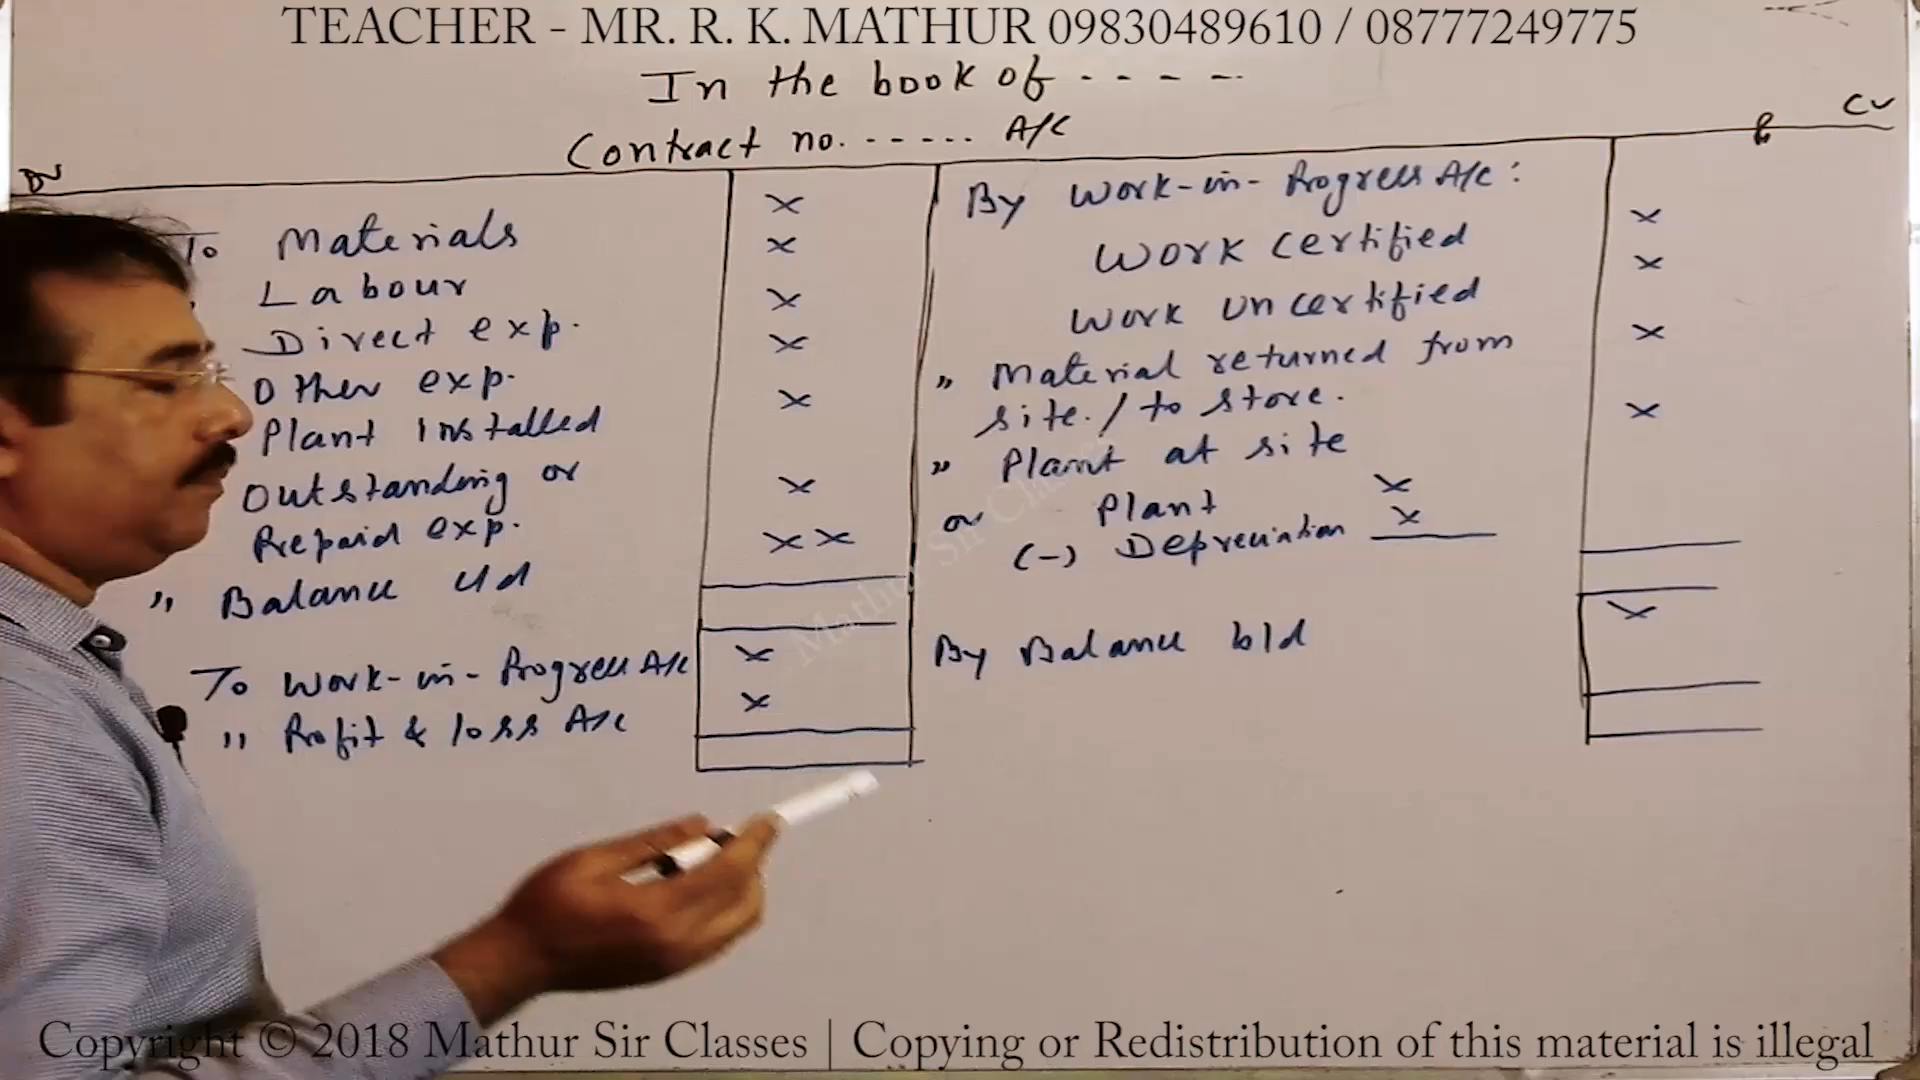 TEACHER - MR. R. K. MATHUR 09830489610 / 08777249775
In the book of - - - -
Contract no. ...... A/c
Dr
Cr
To Materials x
Labour x
Direct exp. x
Other exp. x
Plant Installed x
Outstanding or
Prepaid exp. x
" Balance c/d x x
To Work-in-Progress A/c x
" Profit & loss A/c x
By Work-in-Progress A/c:
Work Certified x
Work Uncertified x
" Material returned from
site. / to store. x
" Plant at site x
or Plant x
(-) Depreciation x
By Balance b/d x
Mathur Sir Classes
Copyright © 2018 Mathur Sir Classes | Copying or Redistribution of this material is illegal